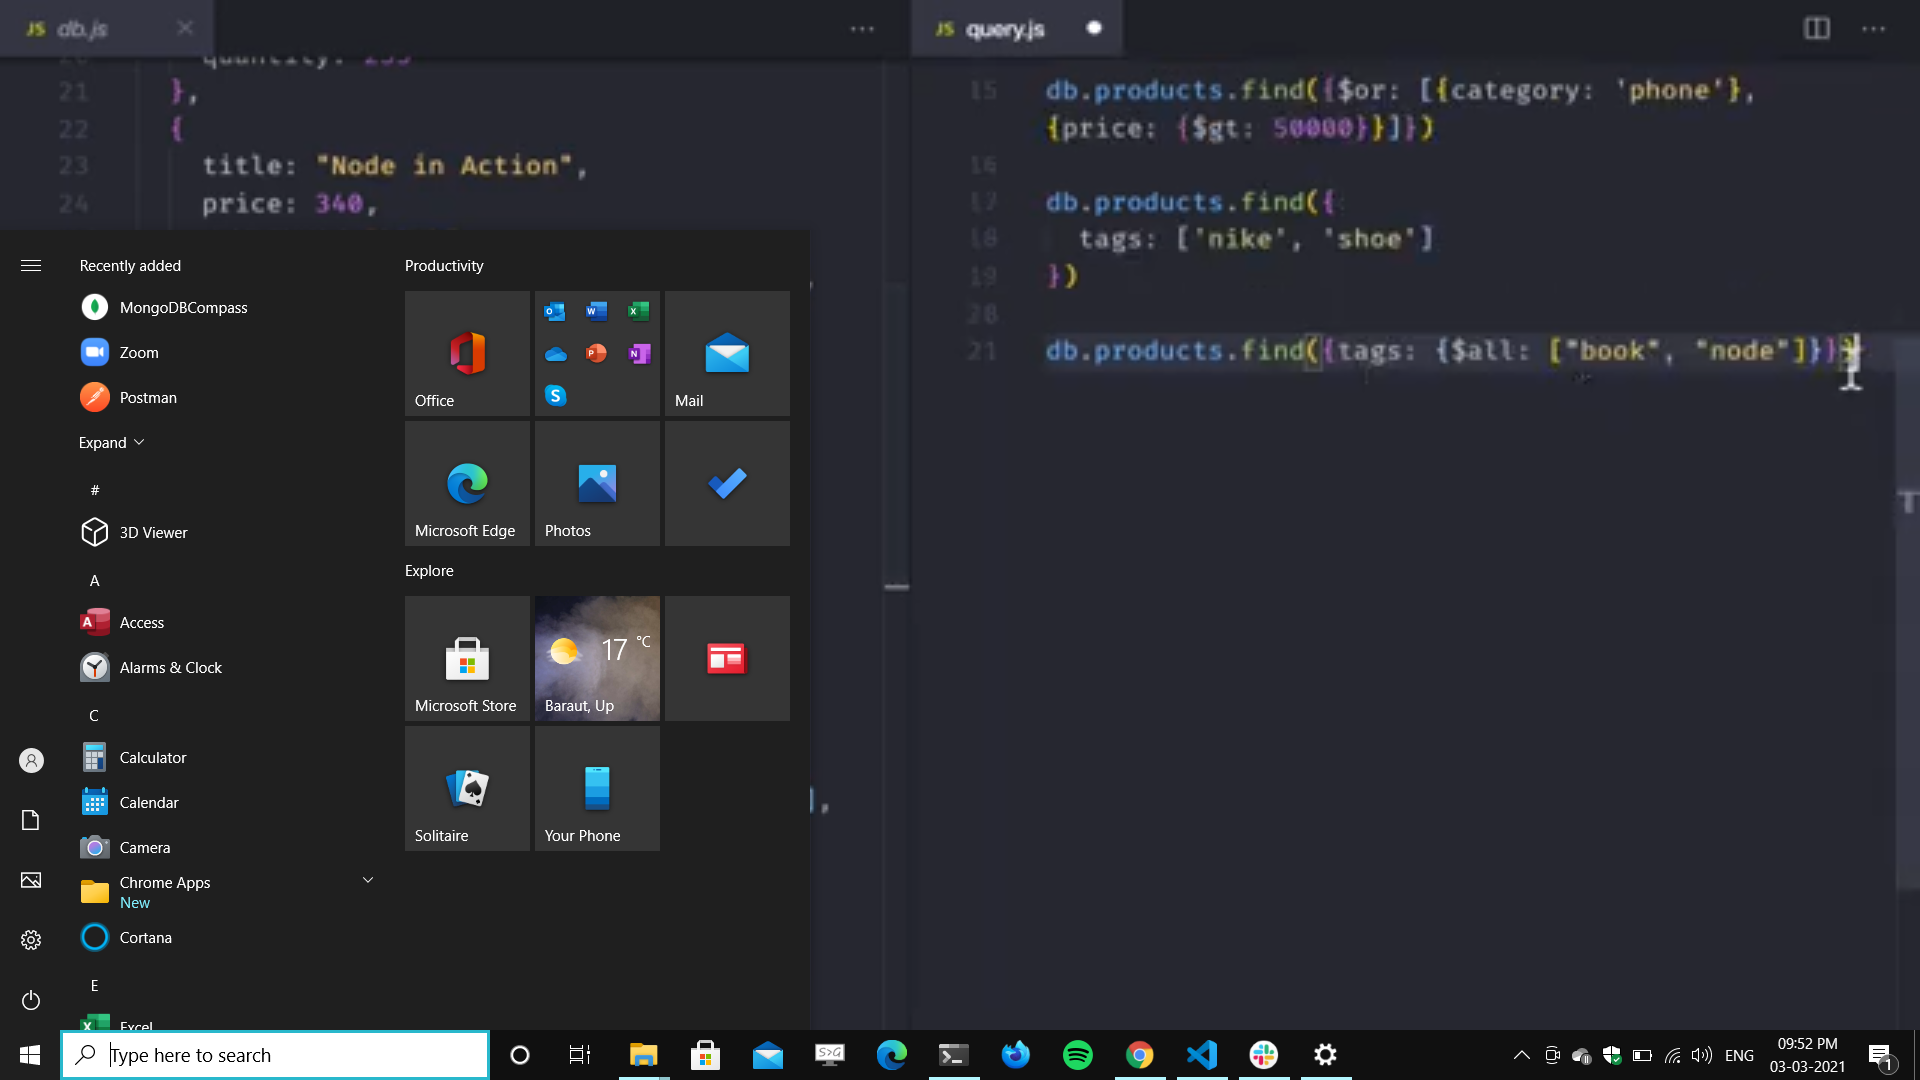 JS db.js
JS query.js
21 },
22 {
23 title: "Node in Action",
24 price: 340,
15 db.products.find({$or: [{category: 'phone'},
{price: {$gt: 50000}}]})
16
17 db.products.find({
18 tags: ['nike', 'shoe']
19 })
20
21 db.products.find({tags: {$all: ["book", "node"]}})
Recently added
MongoDBCompass
Zoom
Postman
Expand
#
3D Viewer
A
Access
Alarms & Clock
C
Calculator
Calendar
Camera
Chrome Apps
New
Cortana
E
Excel
Productivity
Office
Mail
Microsoft Edge
Photos
Explore
Microsoft Store
17 °C
Baraut, Up
Solitaire
Your Phone
],
Type here to search
ENG
09:52 PM
03-03-2021
1